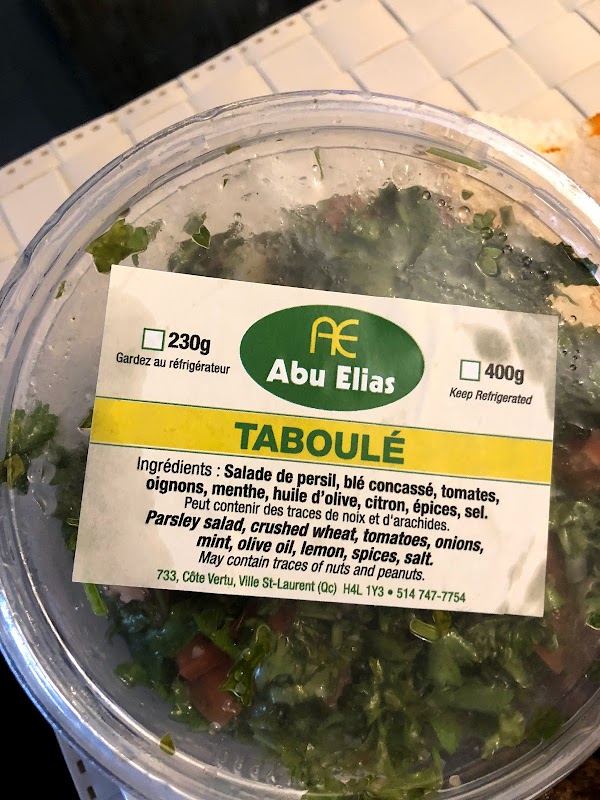 230g
Gardez au réfrigérateur
AE
Abu Elias
400g
Keep Refrigerated
TABOULÉ
Ingrédients : Salade de persil, blé concassé, tomates,
oignons, menthe, huile d'olive, citron, épices, sel.
Peut contenir des traces de noix et d'arachides.
Parsley salad, crushed wheat, tomatoes, onions,
mint, olive oil, lemon, spices, salt.
May contain traces of nuts and peanuts.
733, Côte Vertu, Ville St-Laurent (Qc) H4L 1Y3 • 514 747-7754